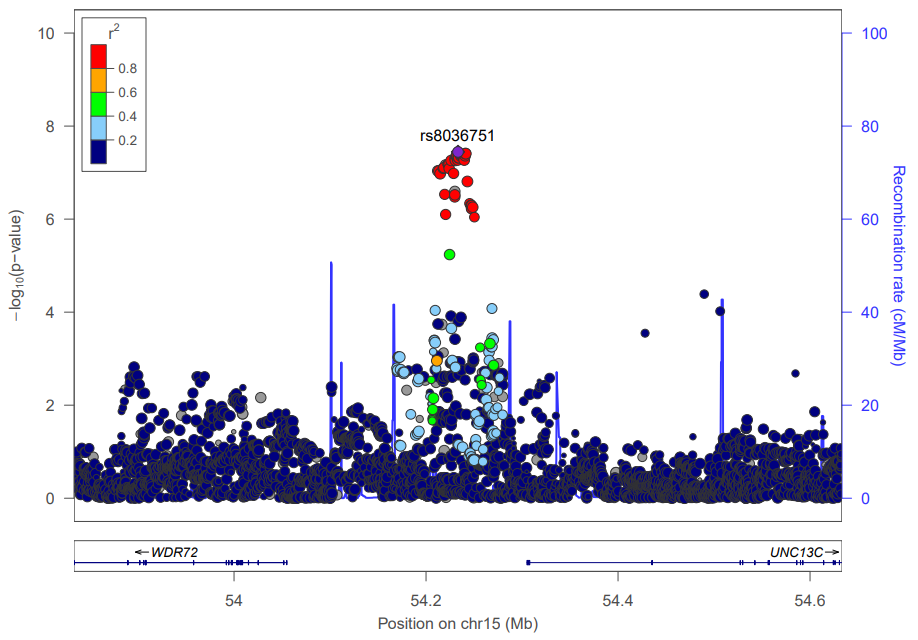 rs8036751
r2
0.8
0.6
0.4
0.2
10
8
6
4
2
0
−log10(p−value)
100
80
60
40
20
0
Recombination rate (cM/Mb)
←WDR72
UNC13C→
54
54.2
54.4
54.6
Position on chr15 (Mb)